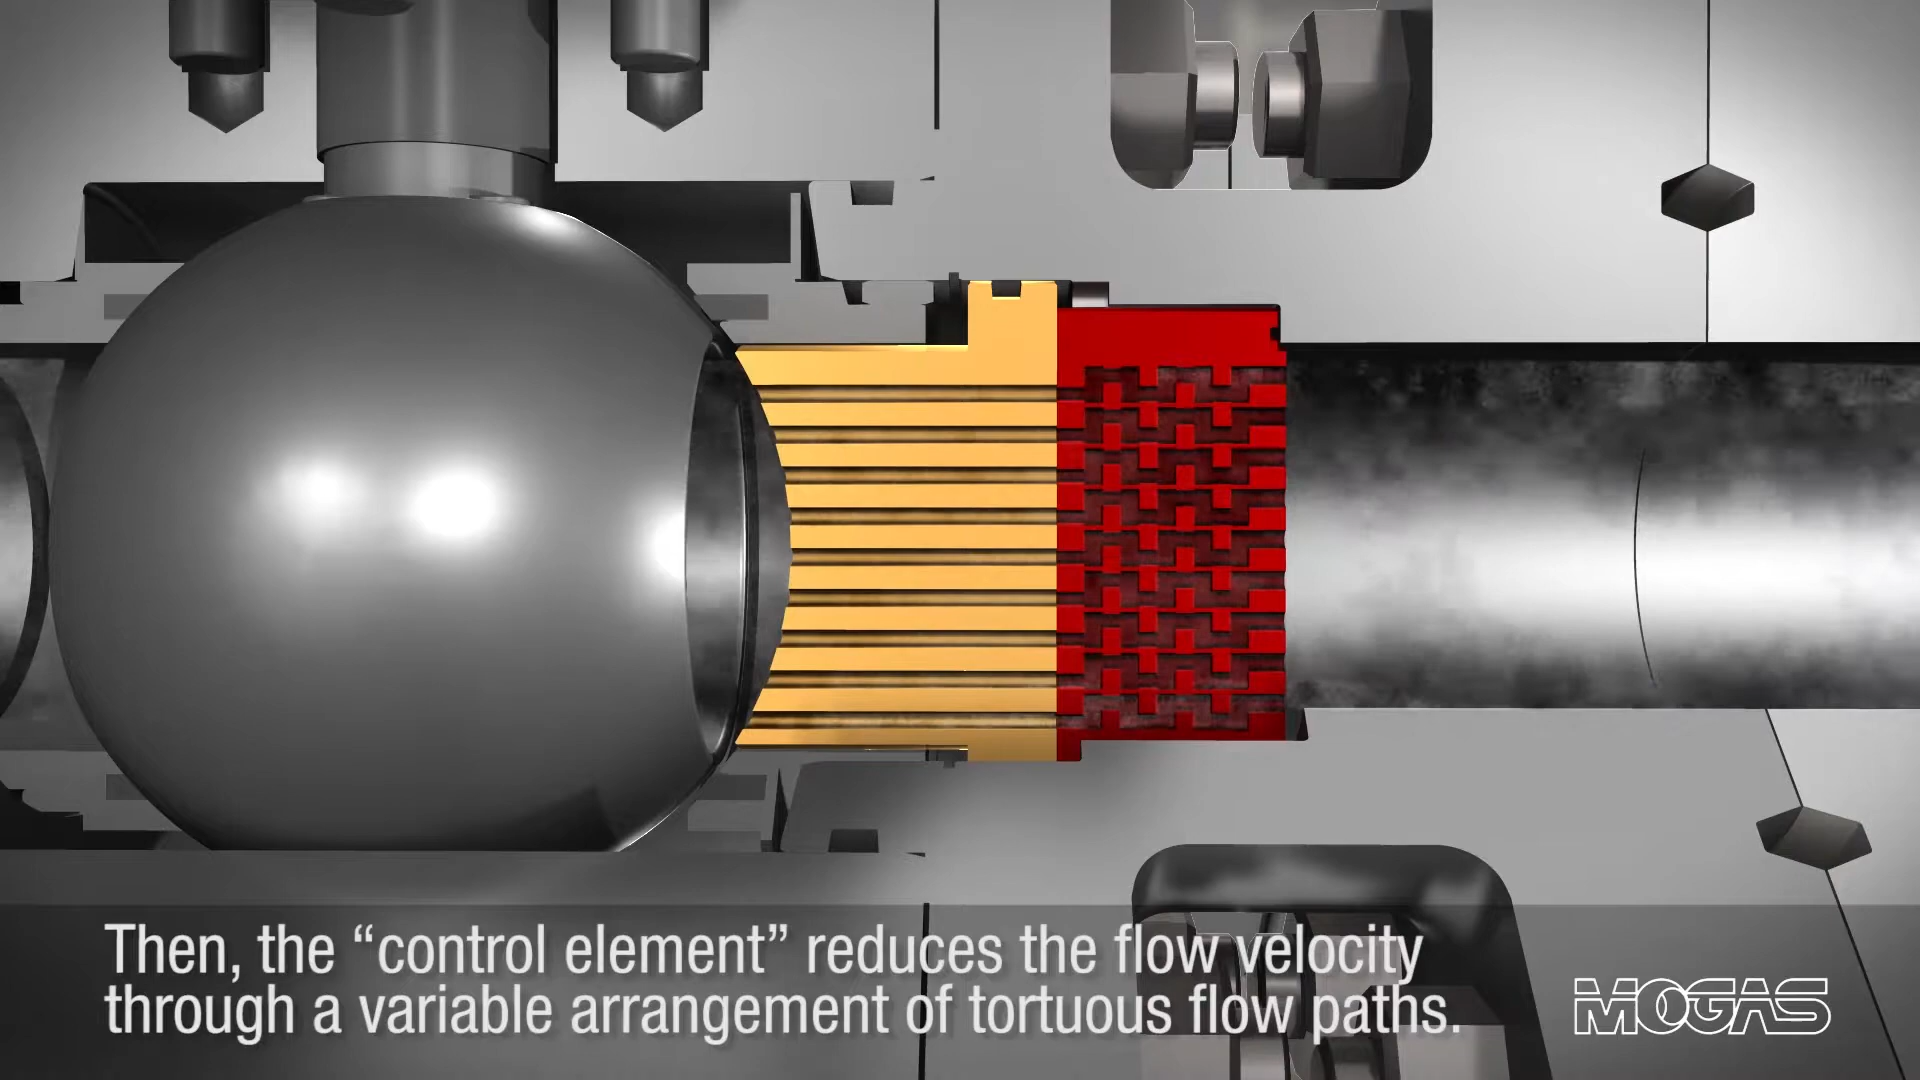 Then, the “control element” reduces the flow velocity
through a variable arrangement of tortuous flow paths.
MOGAS